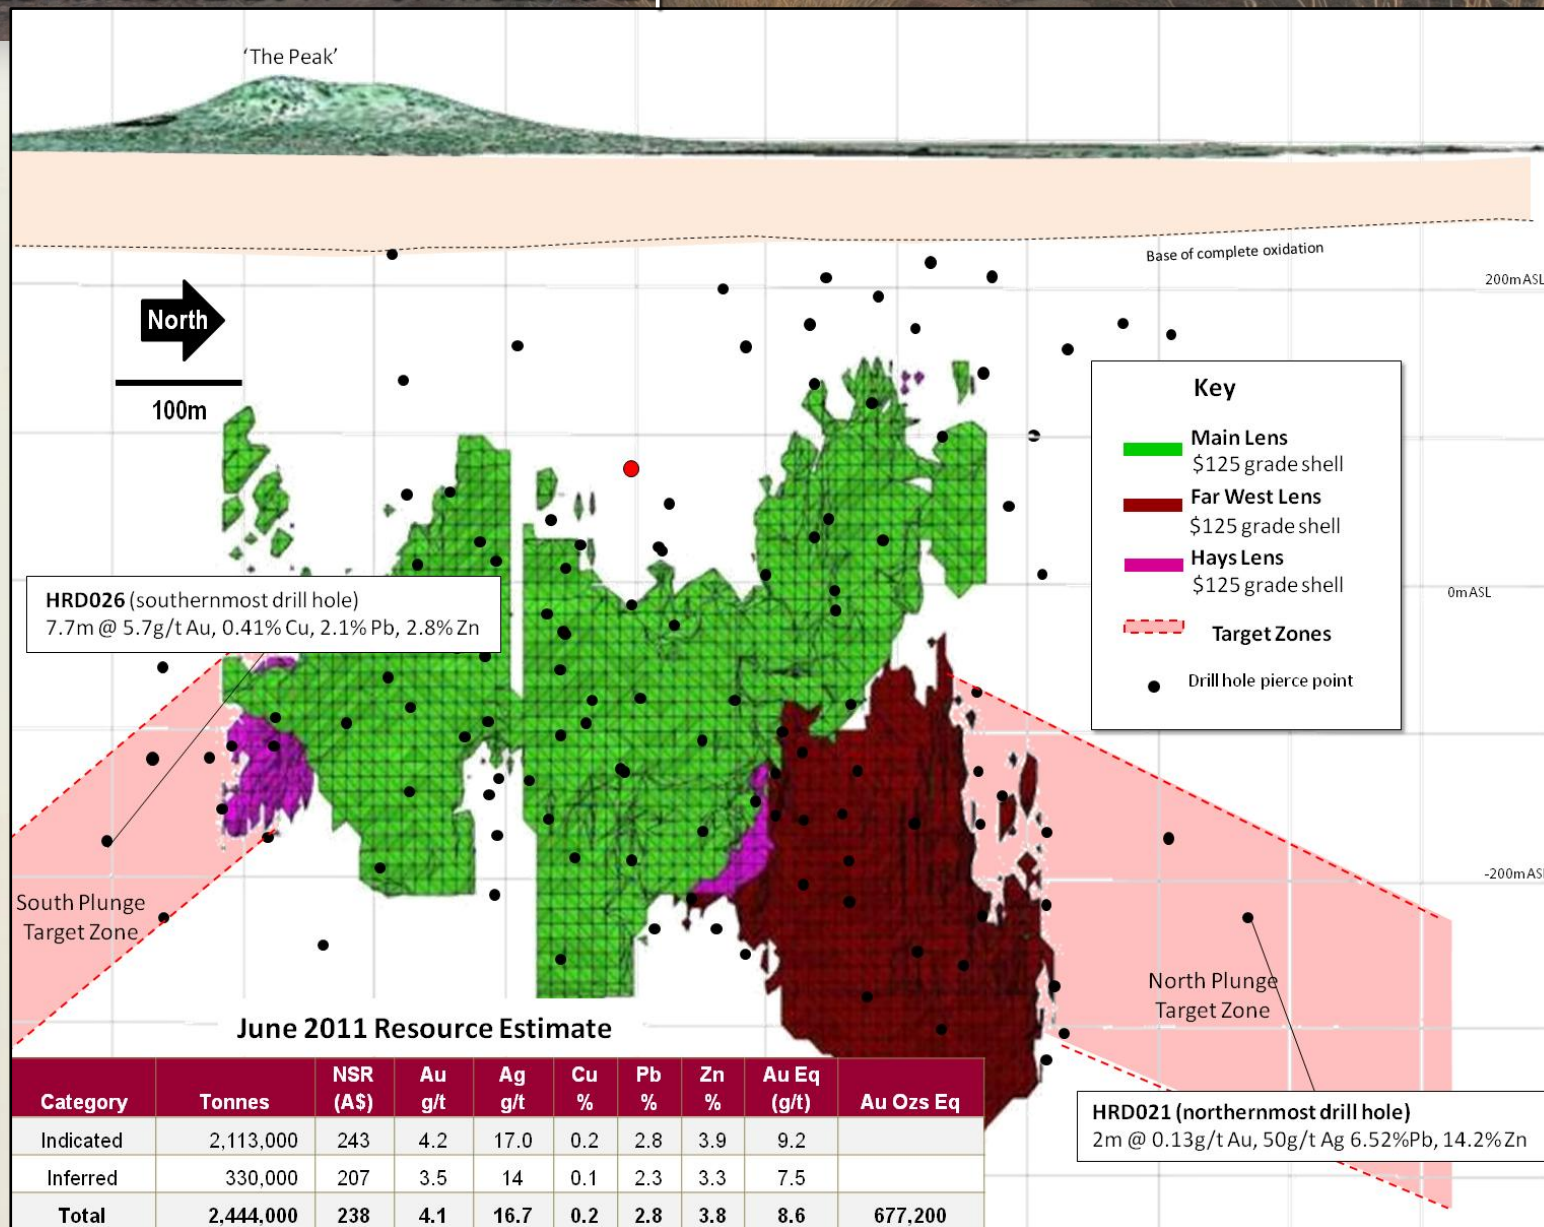 'The Peak'
Base of complete oxidation
200mASL
North
100m
Key
Main Lens
$125 grade shell
Far West Lens
$125 grade shell
Hays Lens
$125 grade shell
Target Zones
Drill hole pierce point
0mASL
HRD026 (southernmost drill hole)
7.7m @ 5.7g/t Au, 0.41% Cu, 2.1% Pb, 2.8% Zn
-200mASL
South Plunge
Target Zone
North Plunge
Target Zone
HRD021 (northernmost drill hole)
2m @ 0.13g/t Au, 50g/t Ag 6.52%Pb, 14.2%Zn
June 2011 Resource Estimate
Category Tonnes NSR (A$) Au g/t Ag g/t Cu % Pb % Zn % Au Eq (g/t) Au Ozs Eq
Indicated 2,113,000 243 4.2 17.0 0.2 2.8 3.9 9.2
Inferred 330,000 207 3.5 14 0.1 2.3 3.3 7.5
Total 2,444,000 238 4.1 16.7 0.2 2.8 3.8 8.6 677,200